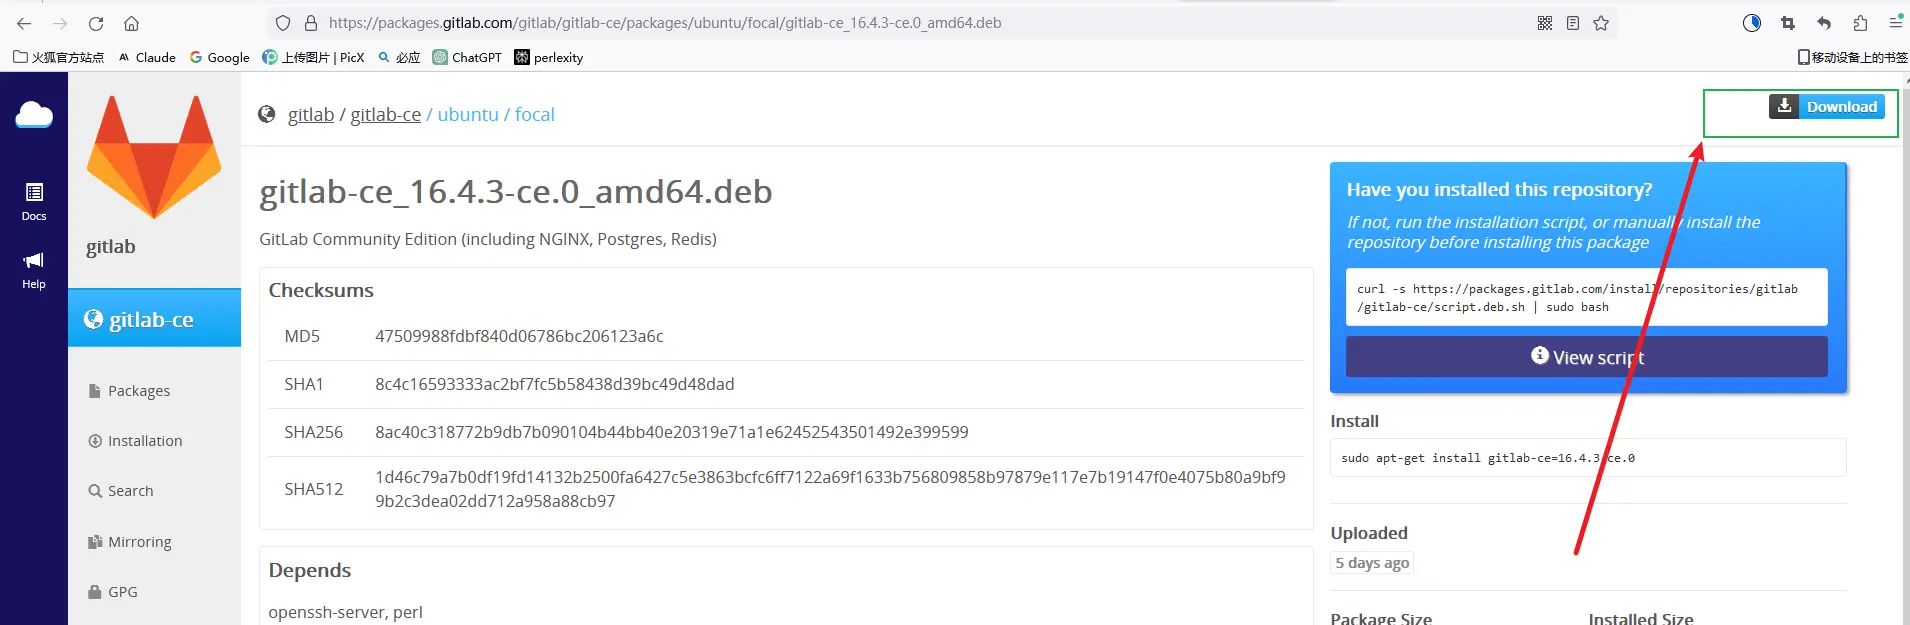 https://packages.gitlab.com/gitlab/gitlab-ce/packages/ubuntu/focal/gitlab-ce_16.4.3-ce.0_amd64.deb
火狐官方站点 Claude Google 上传图片 | PicX 必应 ChatGPT perlexity 移动设备上的书签
gitlab / gitlab-ce / ubuntu / focal
Download
Docs
Help
gitlab
gitlab-ce
Packages
Installation
Search
Mirroring
GPG
gitlab-ce_16.4.3-ce.0_amd64.deb
GitLab Community Edition (including NGINX, Postgres, Redis)
Checksums
MD5 47509988fdbf840d06786bc206123a6c
SHA1 8c4c16593333ac2bf7fc5b58438d39bc49d48dad
SHA256 8ac40c318772b9db7b090104b44bb40e20319e71a1e62452543501492e399599
SHA512 1d46c79a7b0df19fd14132b2500fa6427c5e3863bcfc6ff7122a69f1633b756809858b97879e117e7b19147f0e4075b80a9bf9
9b2c3dea02dd712a958a88cb97
Depends
openssh-server, perl
Have you installed this repository?
If not, run the installation script, or manually install the
repository before installing this package
curl -s https://packages.gitlab.com/install/repositories/gitlab
/gitlab-ce/script.deb.sh | sudo bash
View script
Install
sudo apt-get install gitlab-ce=16.4.3-ce.0
Uploaded
5 days ago
Package Size Installed Size